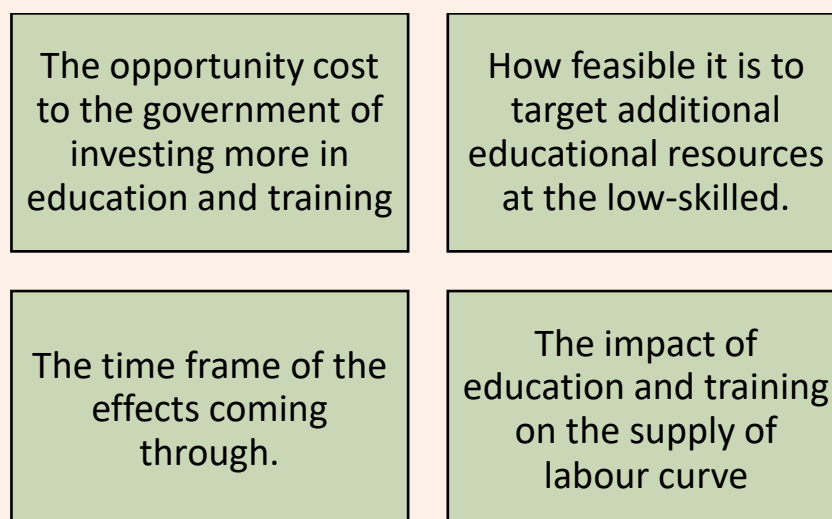 The opportunity cost
to the government of
investing more in
education and training
How feasible it is to
target additional
educational resources
at the low-skilled.
The time frame of the
effects coming
through.
The impact of
education and training
on the supply of
labour curve